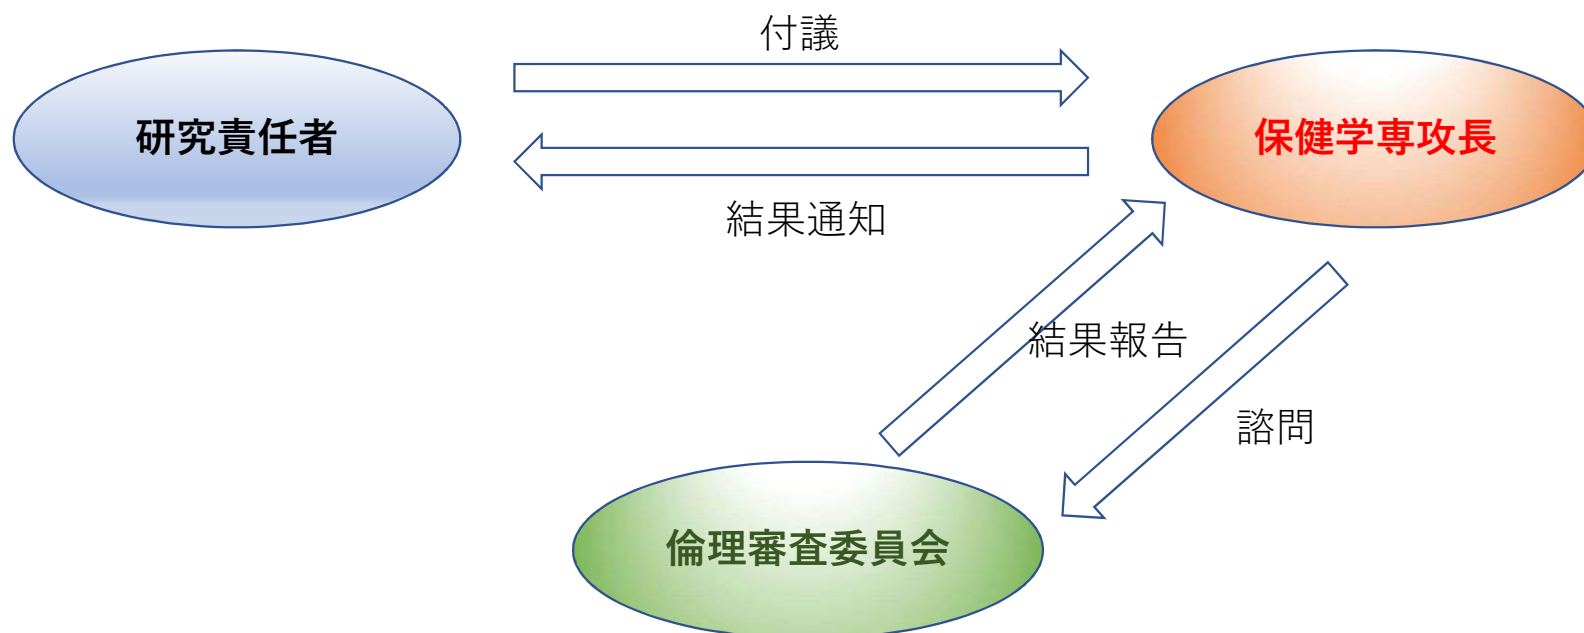 付議
研究責任者
保健学専攻長
結果通知
結果報告
諮問
倫理審査委員会